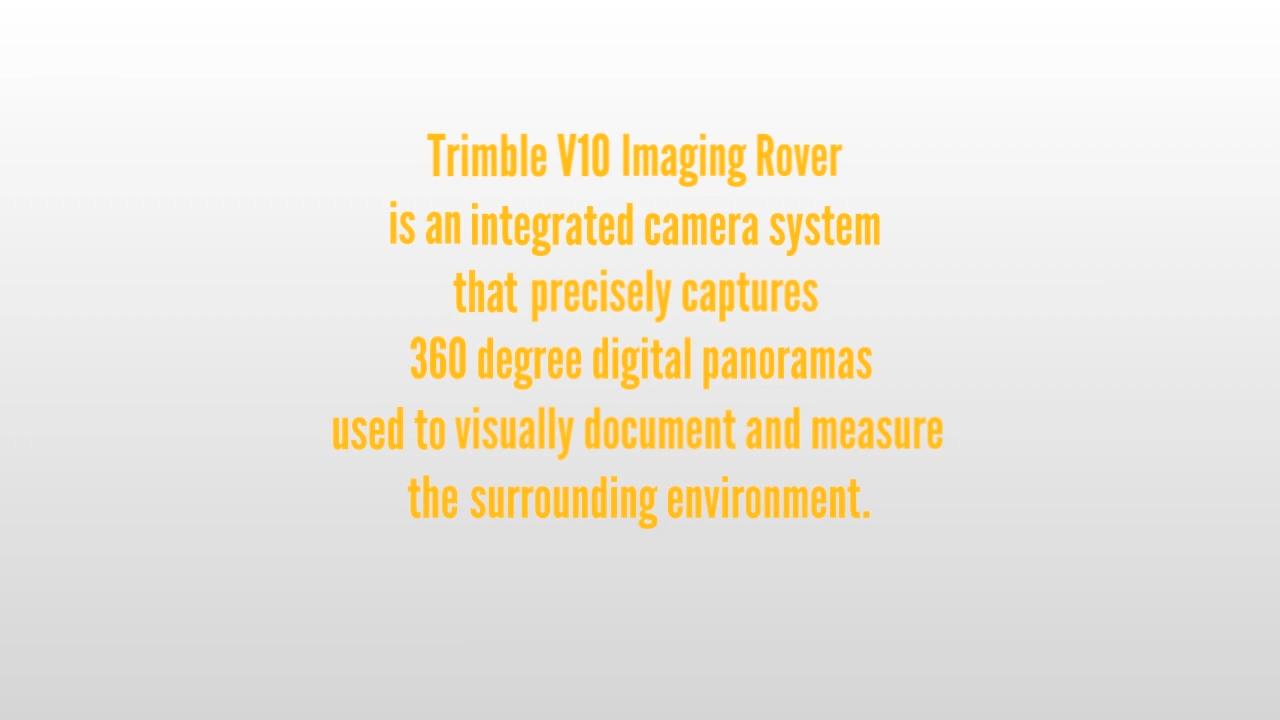 Trimble V10 Imaging Rover
is an integrated camera system
that precisely captures
360 degree digital panoramas
used to visually document and measure
the surrounding environment.